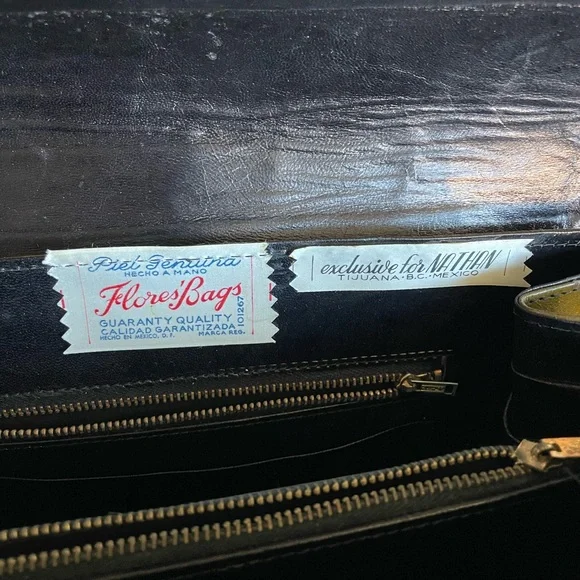 Piel-Genuina
HECHO A MANO
Flores' Bags
GUARANTY QUALITY
CALIDAD GARANTIZADA
HECHO EN MEXICO, D.F. MARCA REG.
101267
exclusive for NATHAN
TIJUANA·B.C.·MEXICO